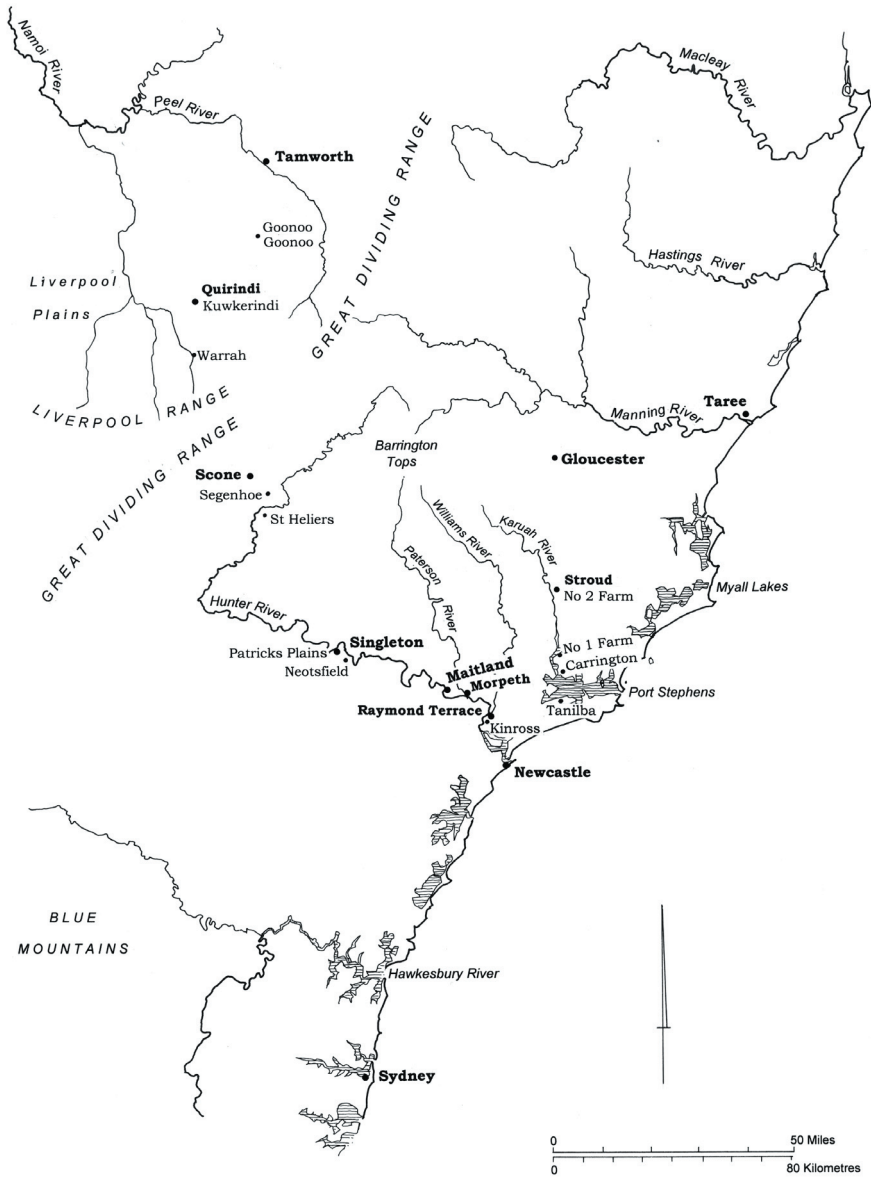 Namoi River
Peel River
Macleay
River
Tamworth
GREAT DIVIDING RANGE
Goonoo
Goonoo
Hastings River
Liverpool
Plains
Quirindi
Kuwkerindi
Warrah
LIVERPOOL RANGE
Taree
Manning River
GREAT DIVIDING RANGE
Barrington
Tops
Gloucester
Scone
Segenhoe
St Heliers
Williams River
Karuah River
Paterson
River
Stroud
No 2 Farm
Myall Lakes
Hunter River
Patricks Plains
Singleton
Neotsfield
No 1 Farm
Carrington
Maitland
Morpeth
Port Stephens
Raymond Terrace
Tanilba
Kinross
Newcastle
BLUE
MOUNTAINS
Hawkesbury River
Sydney
0 50 Miles
0 80 Kilometres